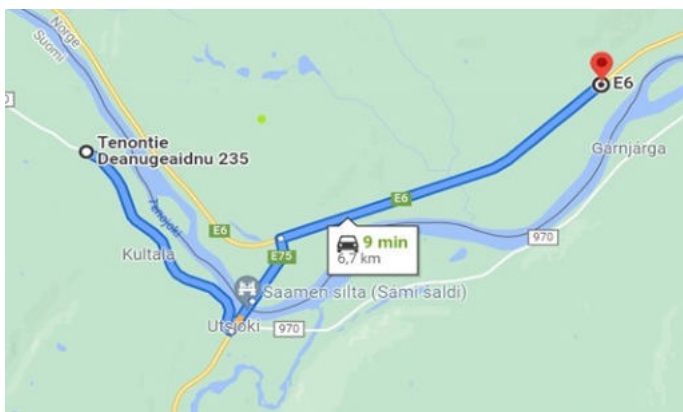 Norge
Suomi
E6
Tenontie
Deanugeaidnu 235
Garnjárga
Tenojoki
E6
E6
970
Kultala
E75
9 min
6,7 km
Saamen silta (Sámi šaldi)
Utsjoki
970